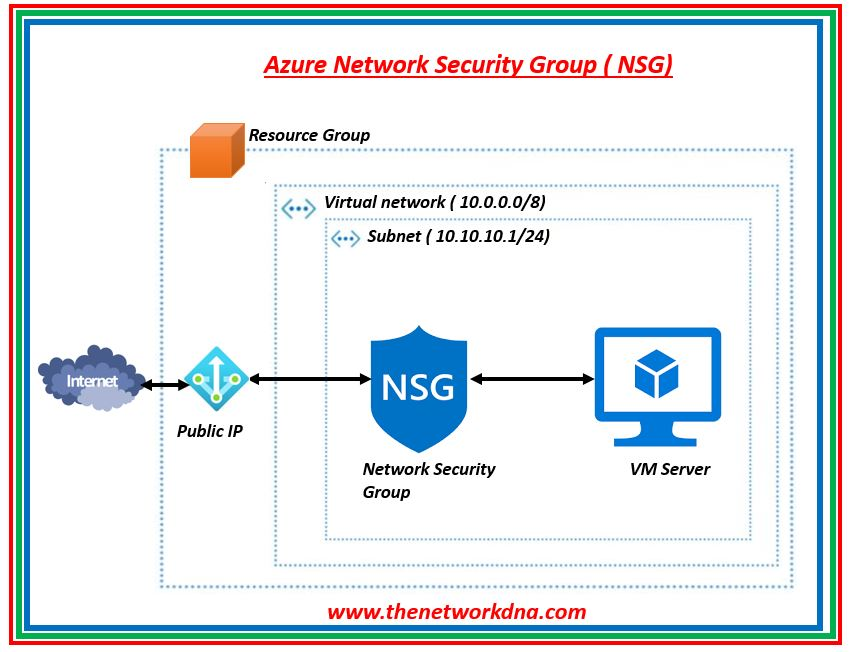 Azure Network Security Group ( NSG)
Resource Group
Virtual network ( 10.0.0.0/8)
Subnet ( 10.10.10.1/24)
Internet
NSG
Public IP
Network Security
Group
VM Server
www.thenetworkdna.com